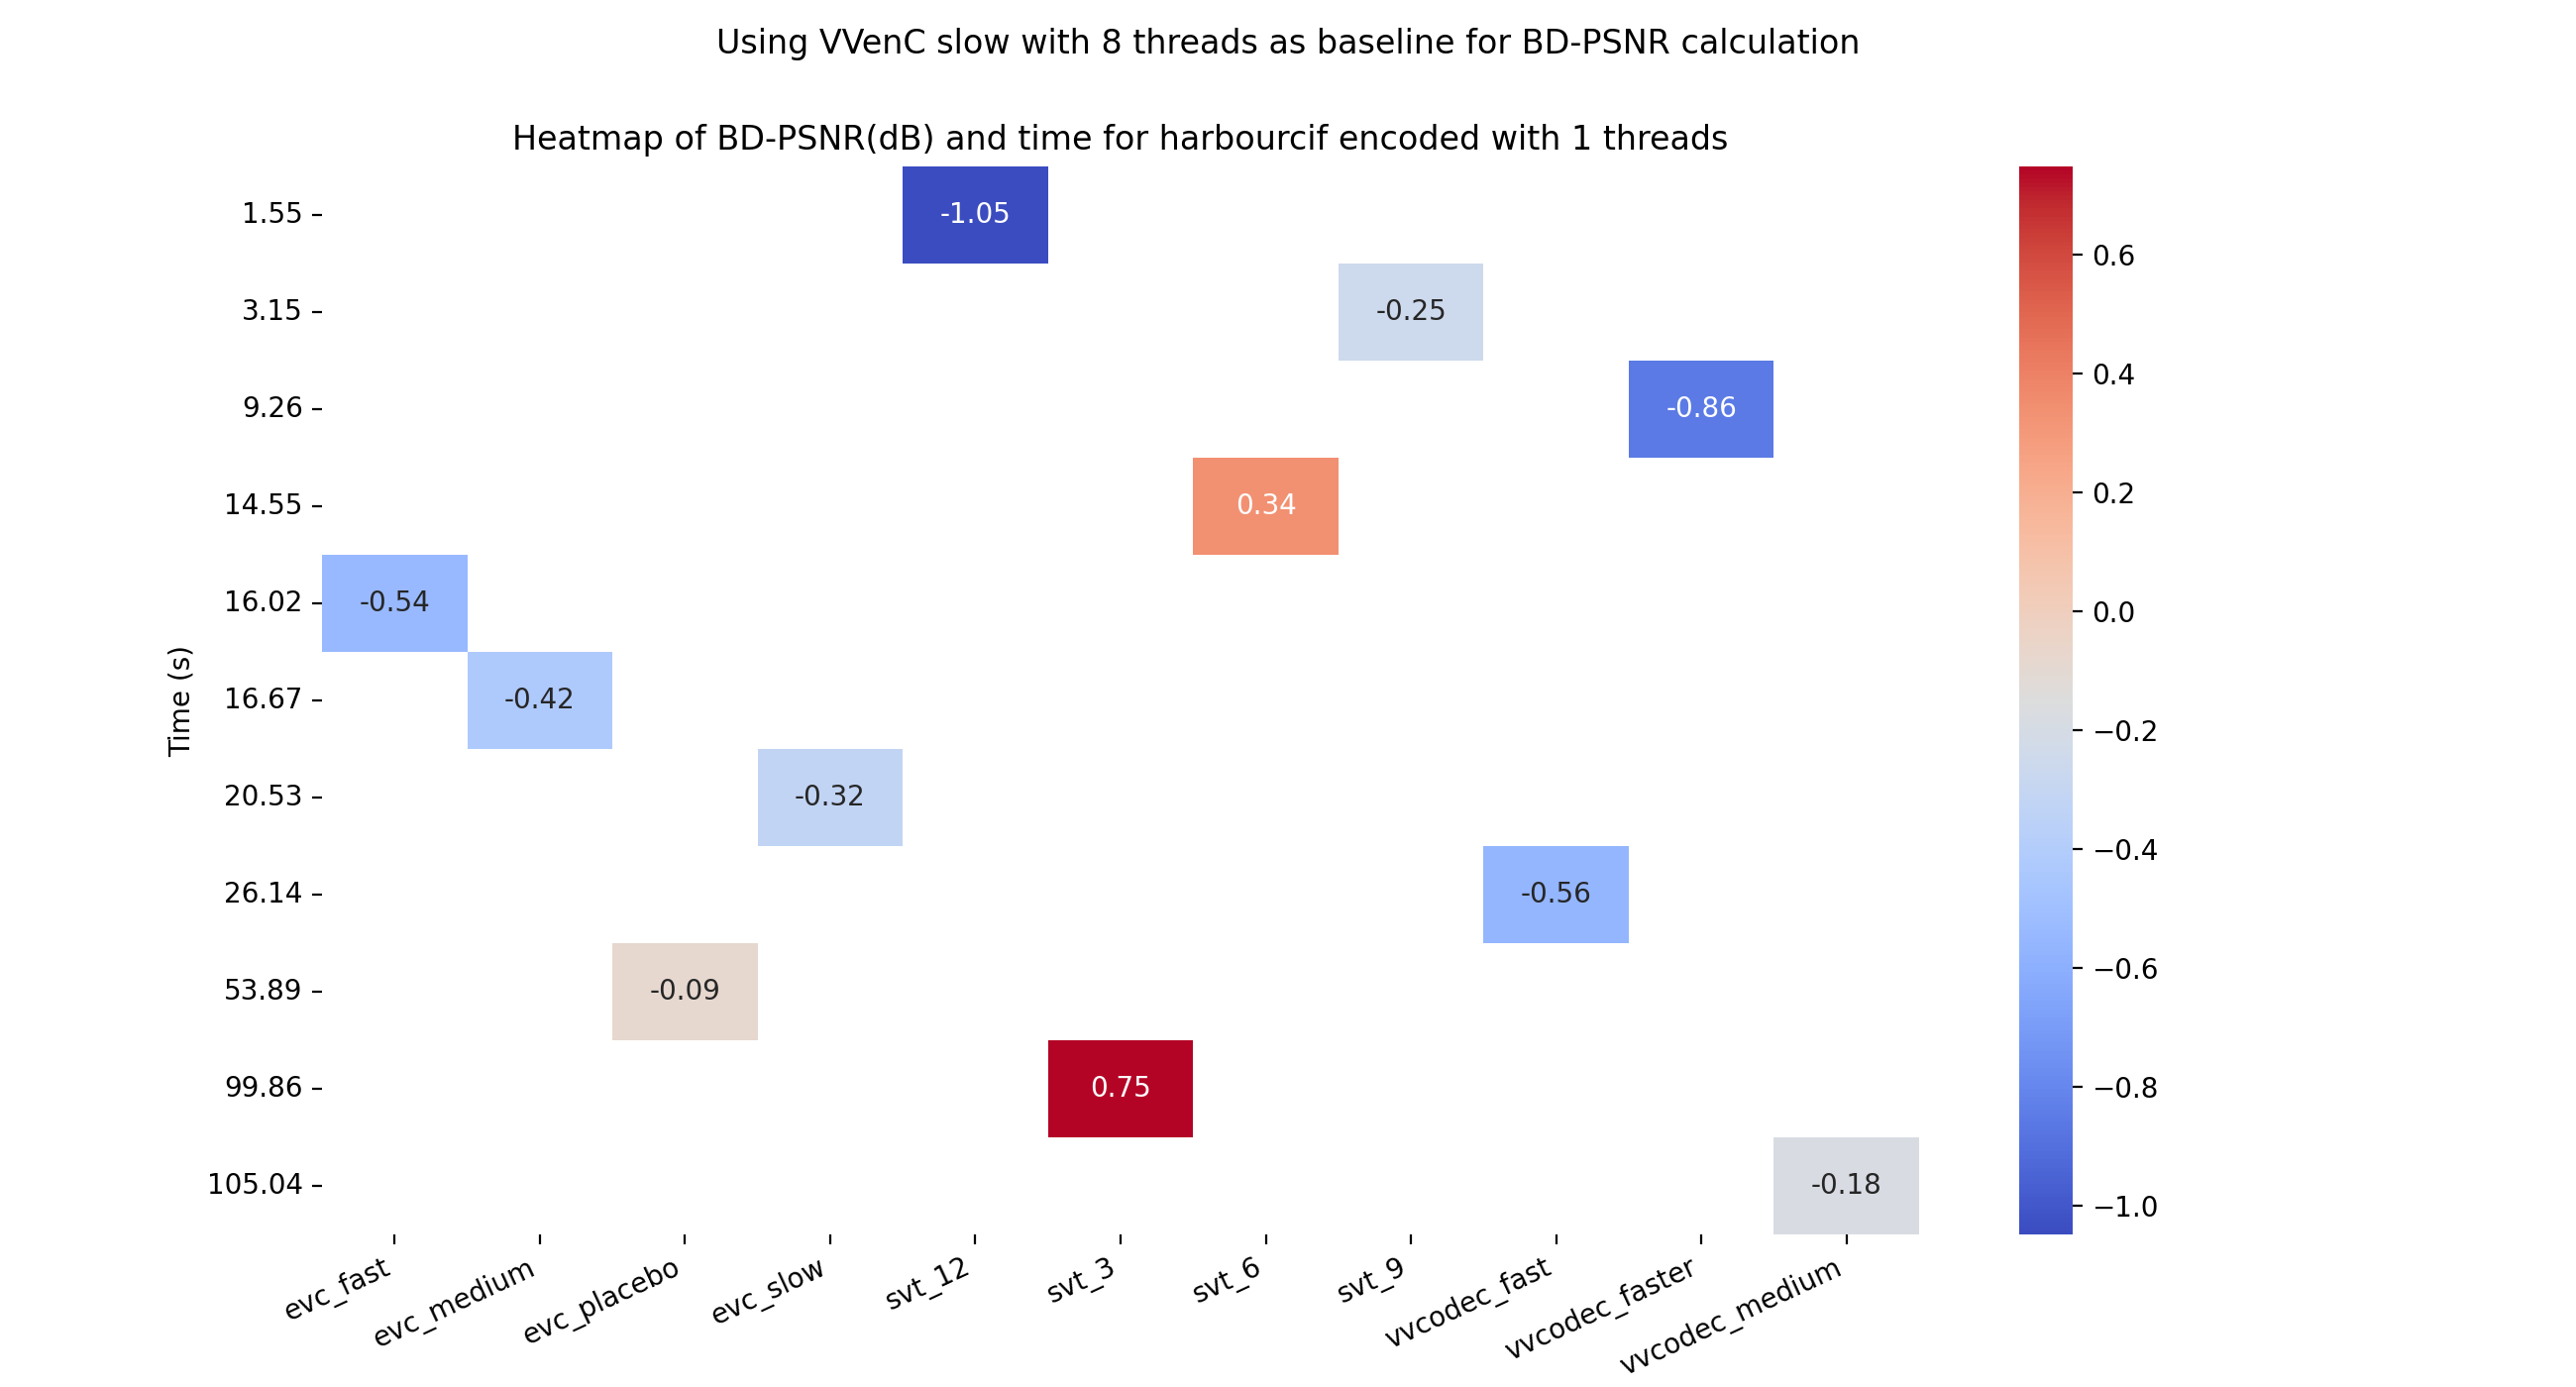 Using VVenC slow with 8 threads as baseline for BD-PSNR calculation
Heatmap of BD-PSNR(dB) and time for harbourcif encoded with 1 threads
Time (s)
1.55
3.15
9.26
14.55
16.02
16.67
20.53
26.14
53.89
99.86
105.04
-1.05
-0.25
-0.86
0.34
-0.54
-0.42
-0.32
-0.56
-0.09
0.75
-0.18
evc_fast
evc_medium
evc_placebo
evc_slow
svt_12
svt_3
svt_6
svt_9
vvcodec_fast
vvcodec_faster
vvcodec_medium
0.6
0.4
0.2
0.0
−0.2
−0.4
−0.6
−0.8
−1.0